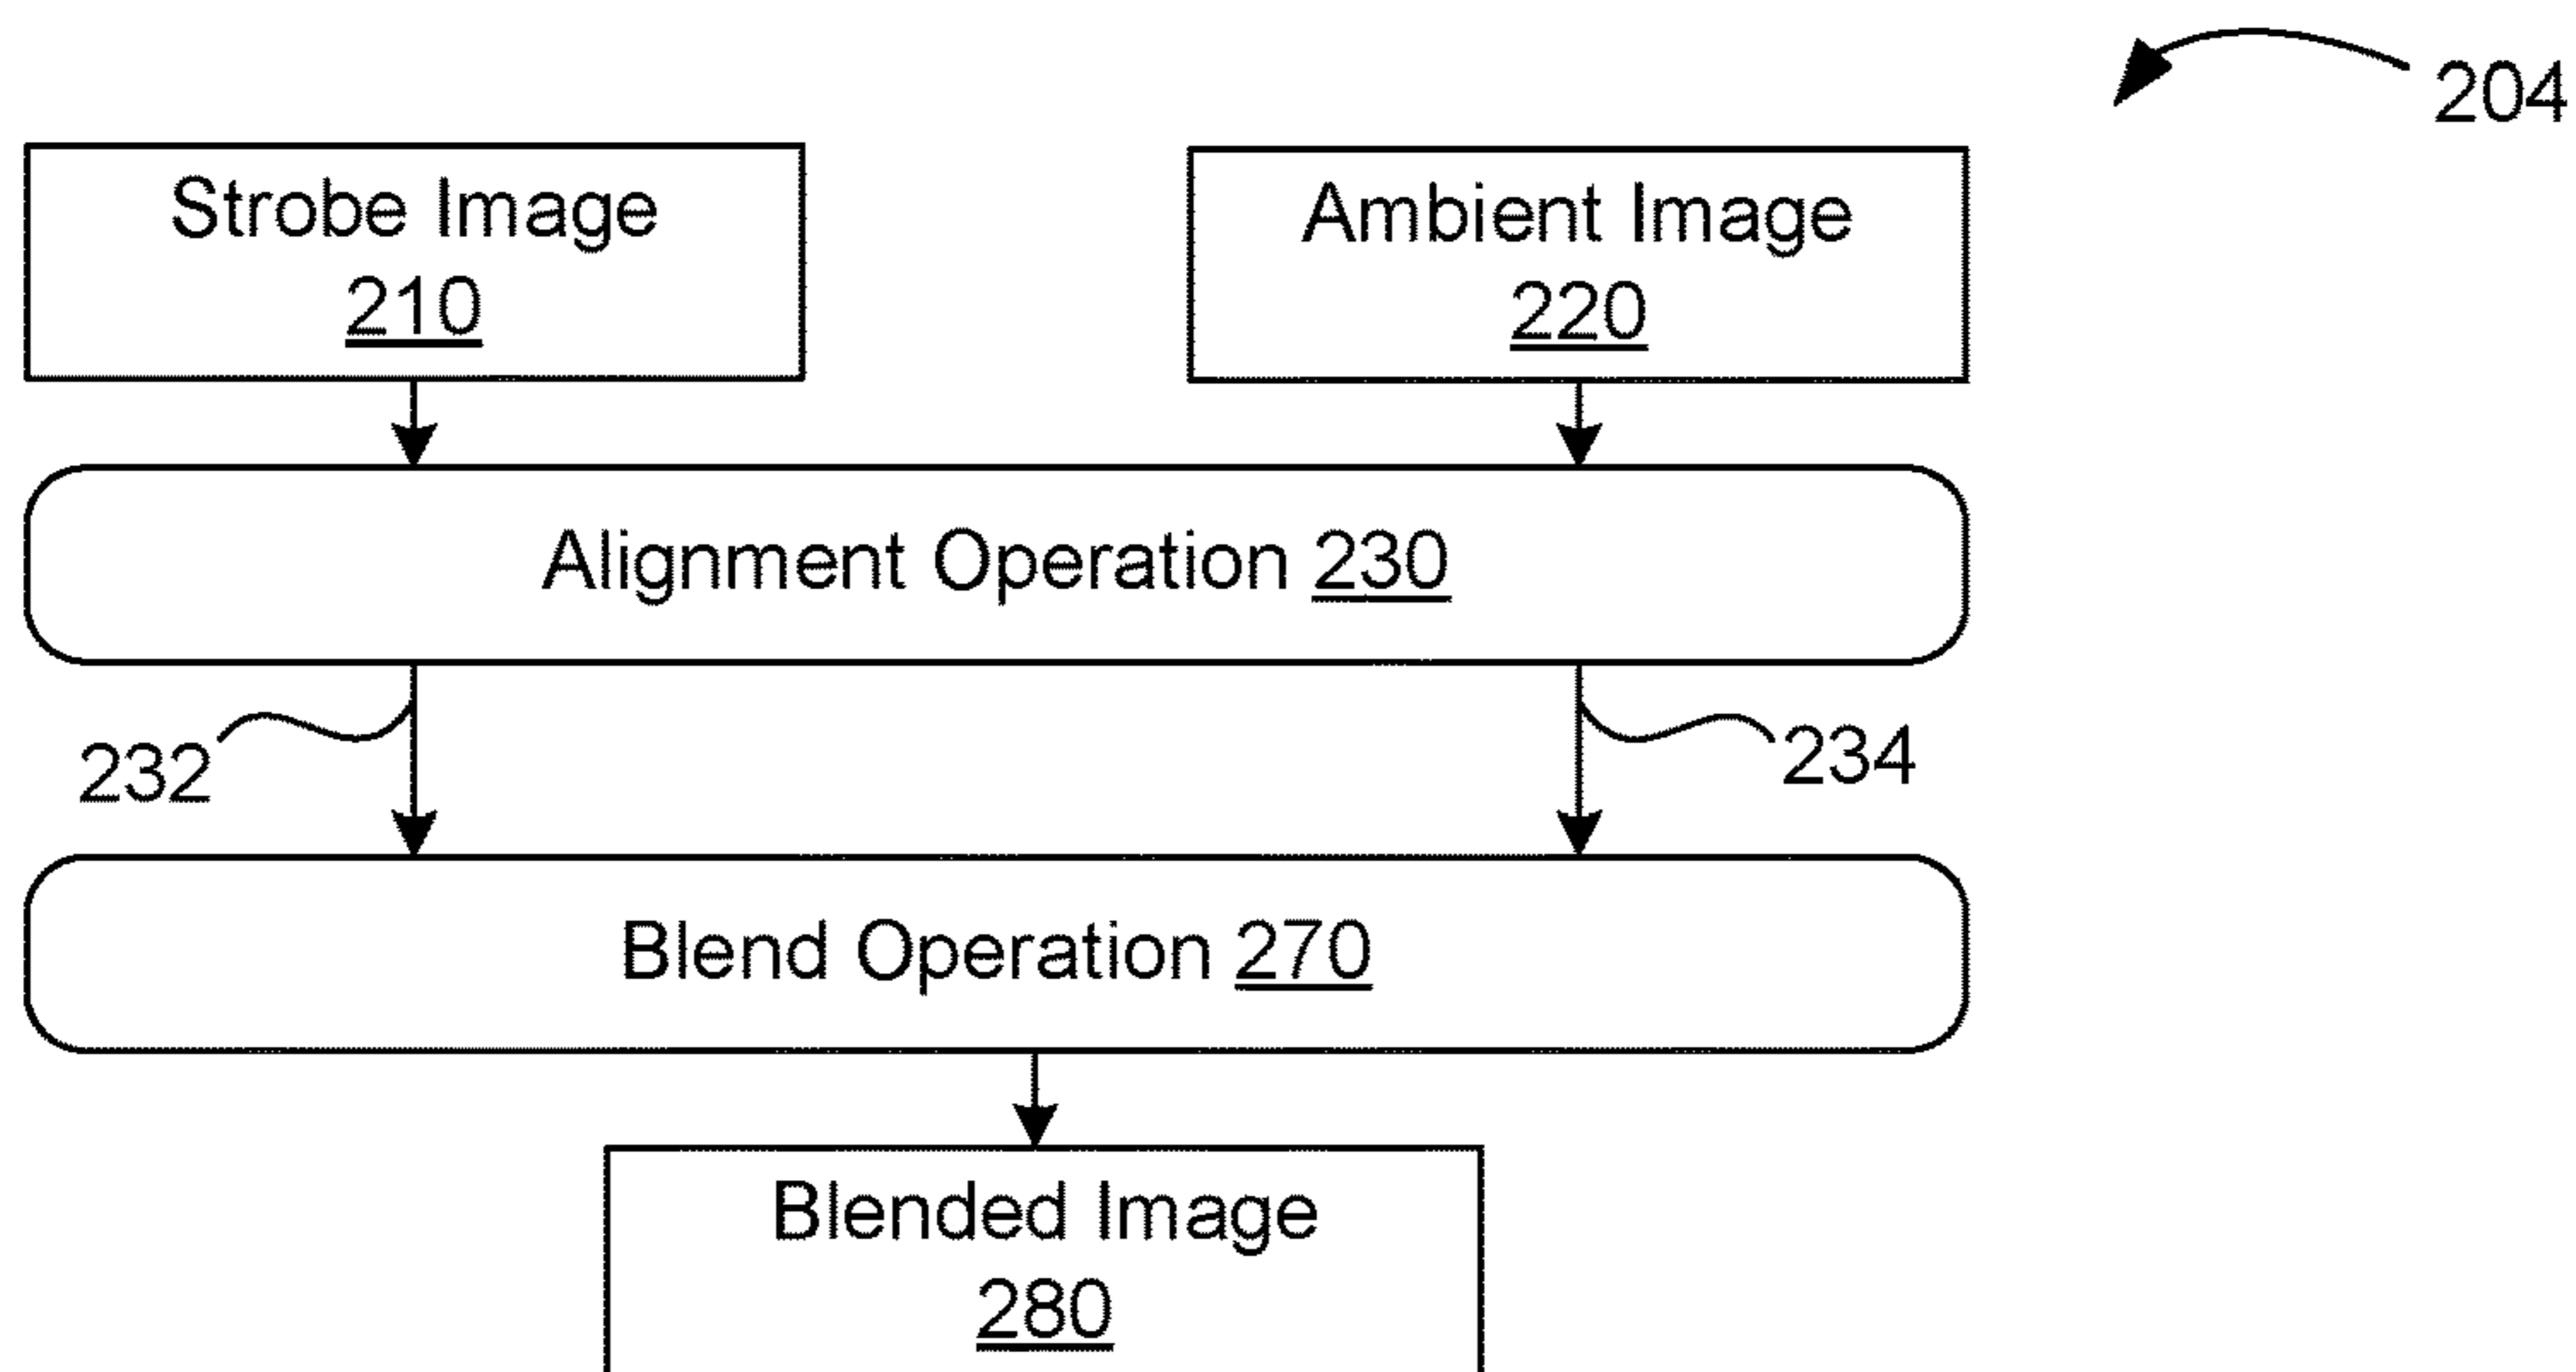 204
Strobe Image
210
Ambient Image
220
Alignment Operation 230
232
234
Blend Operation 270
Blended Image
280